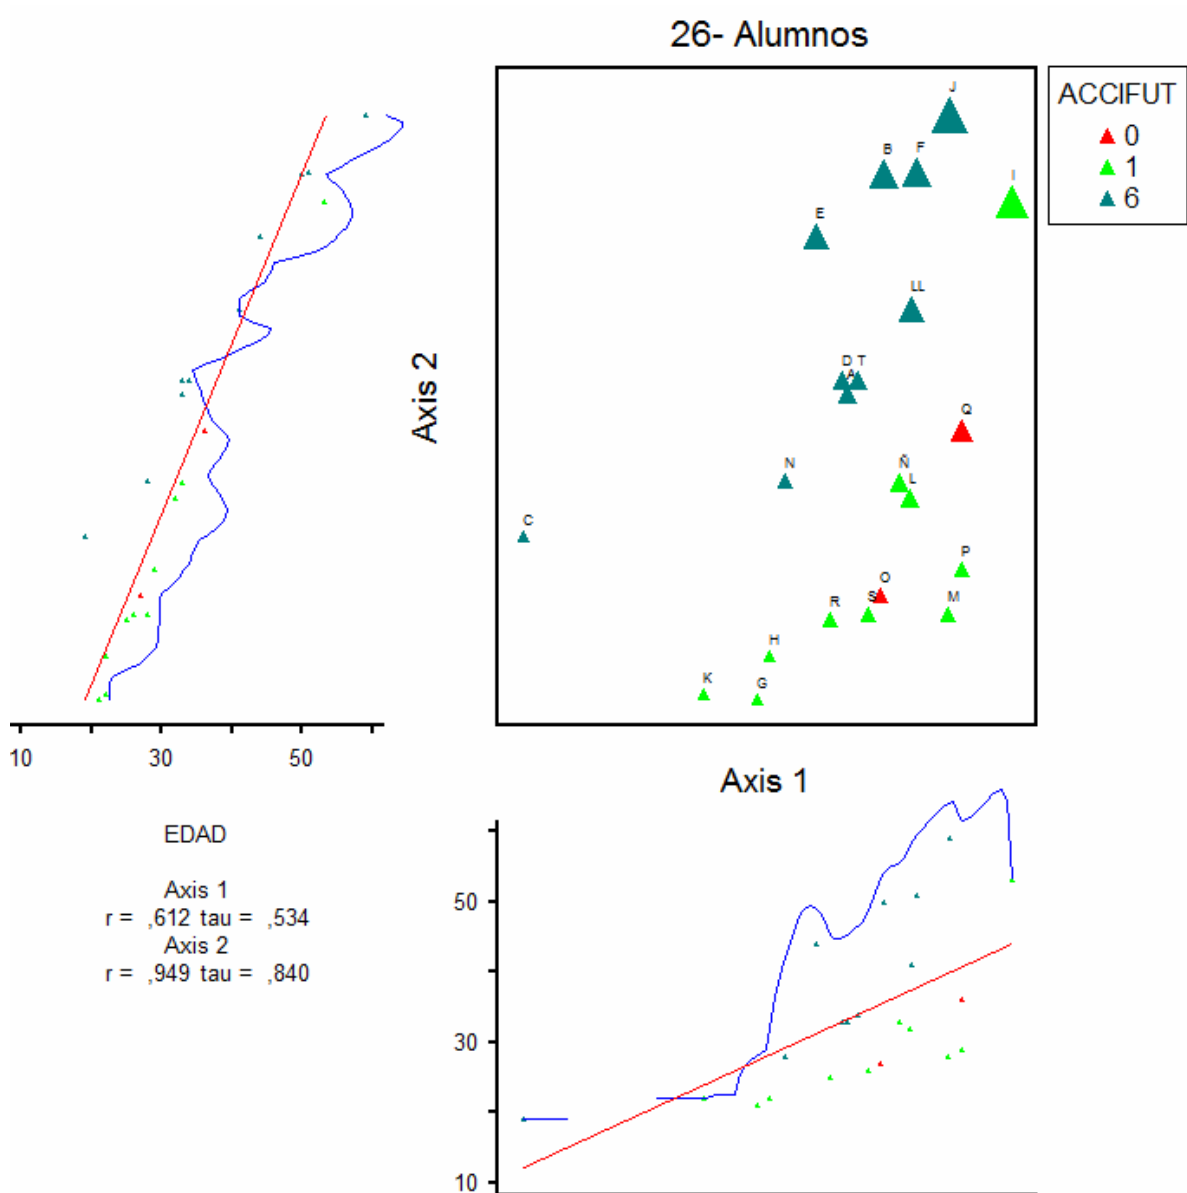 26- Alumnos
ACCIFUT
0
1
6
J
B
F
I
E
LL
D
T
A
Q
N
Ñ
L
C
P
O
S
M
R
H
K
G
Axis 2
10
30
50
Axis 1
EDAD
Axis 1
r = ,612 tau = ,534
Axis 2
r = ,949 tau = ,840
50
30
10